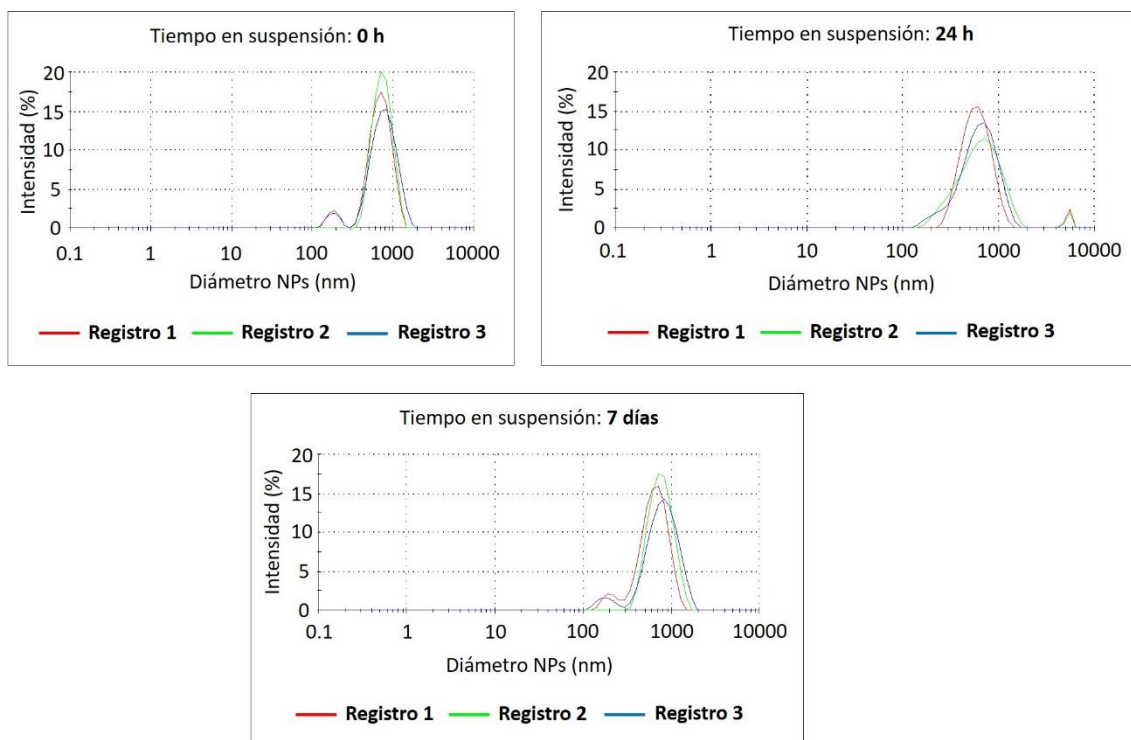 Tiempo en suspensión: 0 h
Intensidad (%)
20
15
10
5
0
0.1 1 10 100 1000 10000
Diámetro NPs (nm)
Registro 1 Registro 2 Registro 3
Tiempo en suspensión: 24 h
Intensidad (%)
20
15
10
5
0
0.1 1 10 100 1000 10000
Diámetro NPs (nm)
Registro 1 Registro 2 Registro 3
Tiempo en suspensión: 7 días
Intensidad (%)
20
15
10
5
0
0.1 1 10 100 1000 10000
Diámetro NPs (nm)
Registro 1 Registro 2 Registro 3